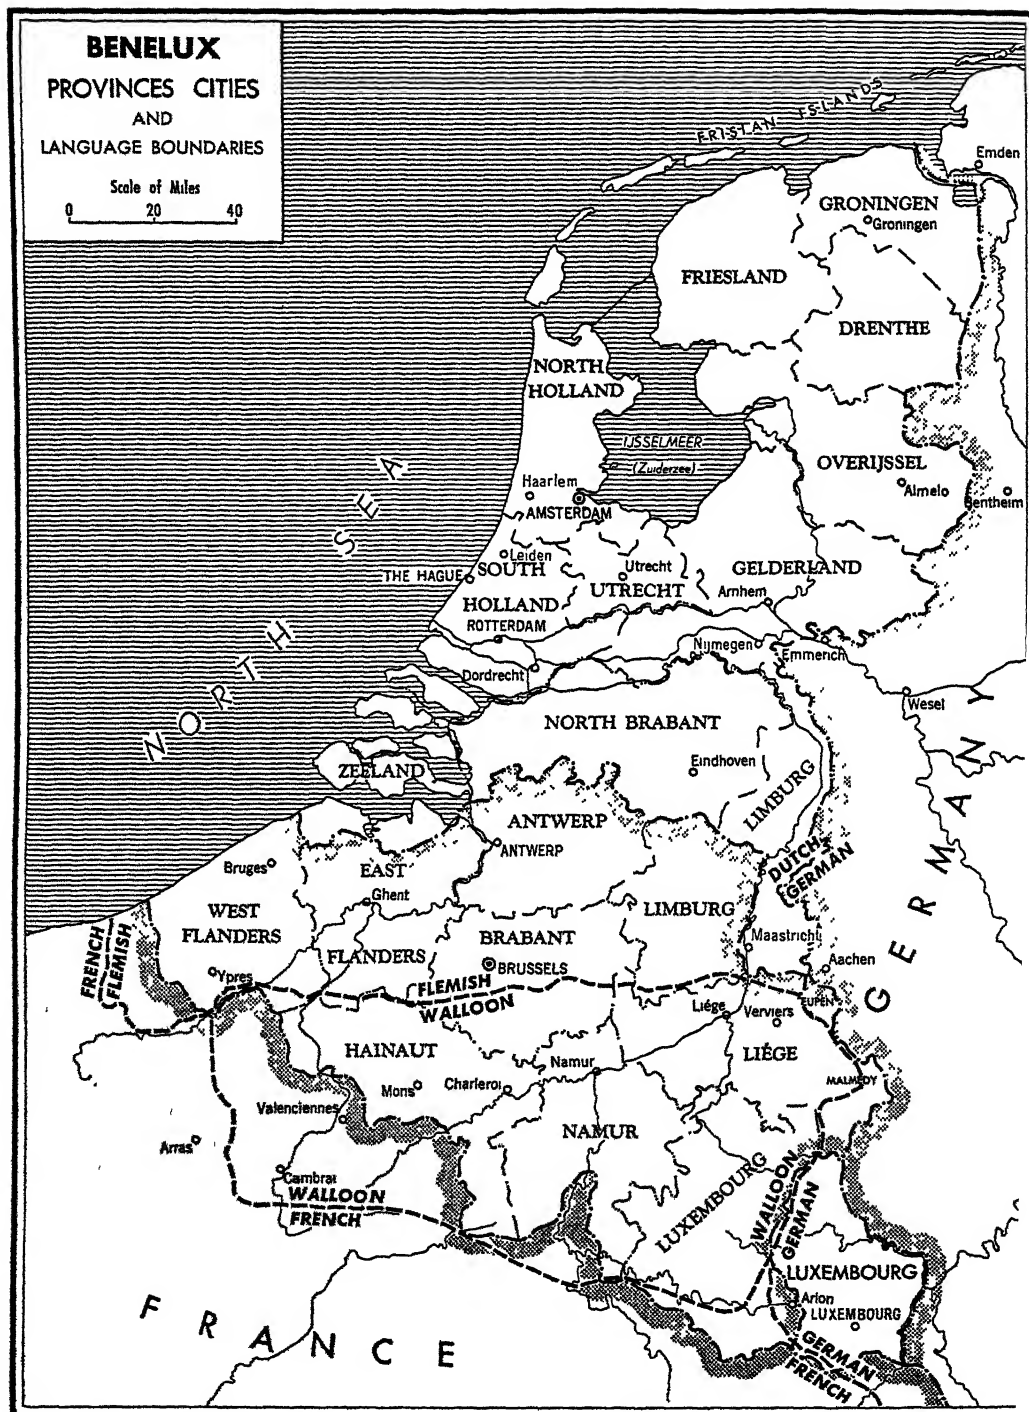 BENELUX
PROVINCES CITIES
AND
LANGUAGE BOUNDARIES
Scale of Miles
0 20 40
FRISIAN ISLANDS
Emden
GRONINGEN
Groningen
FRIESLAND
DRENTHE
NORTH
HOLLAND
IJSSELMEER
(Zuiderzee)
OVERIJSSEL
Almelo
Bentheim
Haarlem
AMSTERDAM
NORTH SEA
Leiden
THE HAGUE
SOUTH
HOLLAND
Utrecht
UTRECHT
GELDERLAND
Arnhem
ROTTERDAM
Nijmegen
Emmerich
Dordrecht
Wesel
NORTH BRABANT
Eindhoven
ZEELAND
LIMBURG
GERMANY
ANTWERP
ANTWERP
DUTCH
GERMAN
Bruges
EAST
Ghent
WEST
FLANDERS
FLANDERS
BRABANT
LIMBURG
BRUSSELS
Maastricht
Aachen
FRENCH
FLEMISH
Ypres
FLEMISH
WALLOON
EUPEN
Liége
Verviers
HAINAUT
LIÉGE
Namur
Mons
Charleroi
MALMEDY
Valenciennes
NAMUR
Arras
Cambrai
WALLOON
FRENCH
LUXEMBOURG
WALLOON
GERMAN
LUXEMBOURG
Arlon
LUXEMBOURG
GERMAN
FRENCH
FRANCE